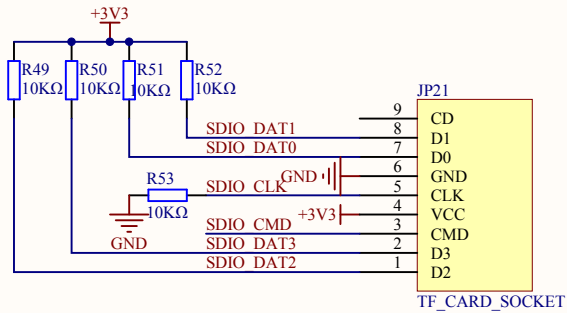 +3V3
R49
10KΩ
R50
10KΩ
R51
10KΩ
R52
10KΩ
JP21
9 CD
SDIO_DAT1 8 D1
SDIO_DAT0 7 D0
GND 6 GND
R53
10KΩ
SDIO_CLK 5 CLK
+3V3 4 VCC
GND
SDIO_CMD 3 CMD
SDIO_DAT3 2 D3
SDIO_DAT2 1 D2
TF_CARD_SOCKET